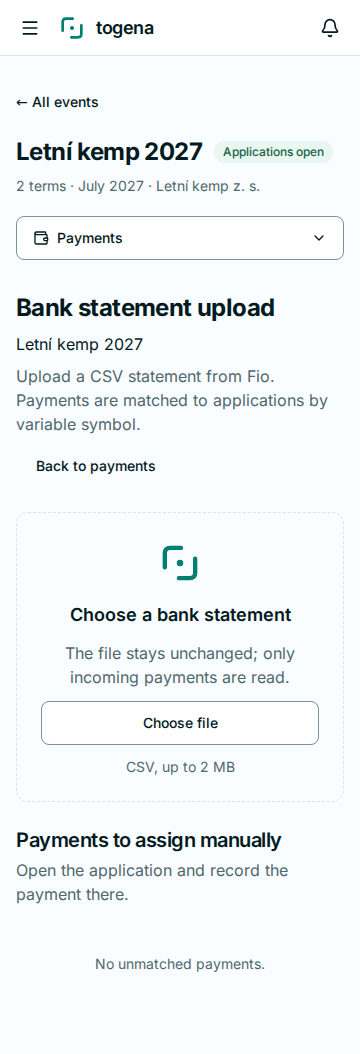 togena
← All events
Letní kemp 2027 Applications open
2 terms · July 2027 · Letní kemp z. s.
Payments
Bank statement upload
Letní kemp 2027
Upload a CSV statement from Fio.
Payments are matched to applications by
variable symbol.
Back to payments
Choose a bank statement
The file stays unchanged; only
incoming payments are read.
Choose file
CSV, up to 2 MB
Payments to assign manually
Open the application and record the
payment there.
No unmatched payments.